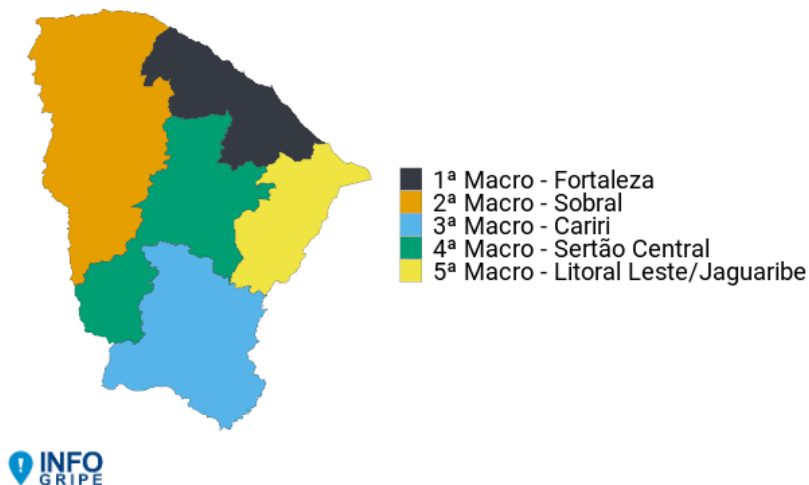 1ª Macro - Fortaleza
2ª Macro - Sobral
3ª Macro - Cariri
4ª Macro - Sertão Central
5ª Macro - Litoral Leste/Jaguaribe
INFO
GRIPE